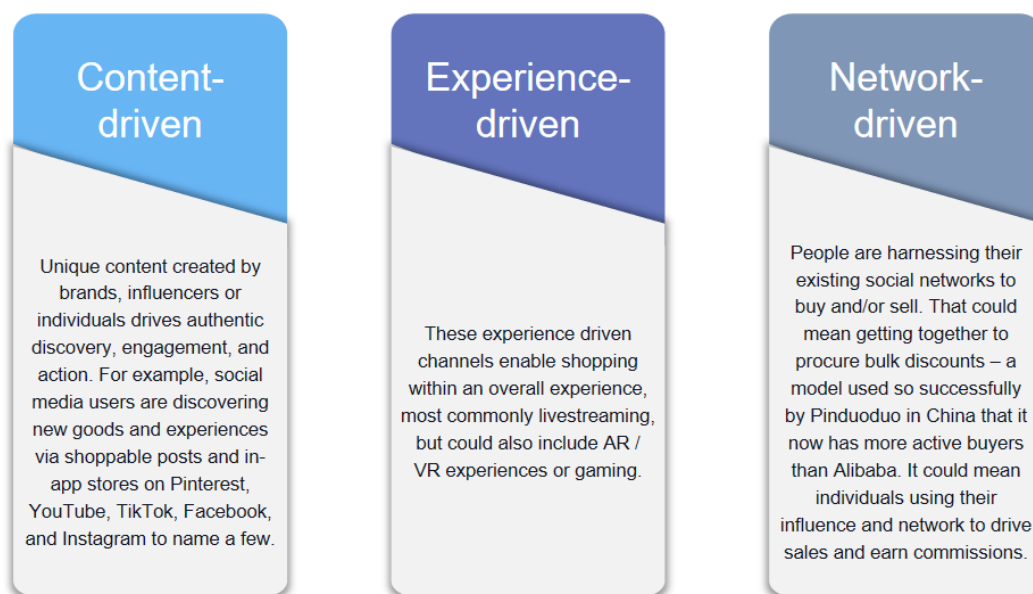 Content-
driven
Unique content created by
brands, influencers or
individuals drives authentic
discovery, engagement, and
action. For example, social
media users are discovering
new goods and experiences
via shoppable posts and in-
app stores on Pinterest,
YouTube, TikTok, Facebook,
and Instagram to name a few.
Experience-
driven
These experience driven
channels enable shopping
within an overall experience,
most commonly livestreaming,
but could also include AR /
VR experiences or gaming.
Network-
driven
People are harnessing their
existing social networks to
buy and/or sell. That could
mean getting together to
procure bulk discounts – a
model used so successfully
by Pinduoduo in China that it
now has more active buyers
than Alibaba. It could mean
individuals using their
influence and network to drive
sales and earn commissions.